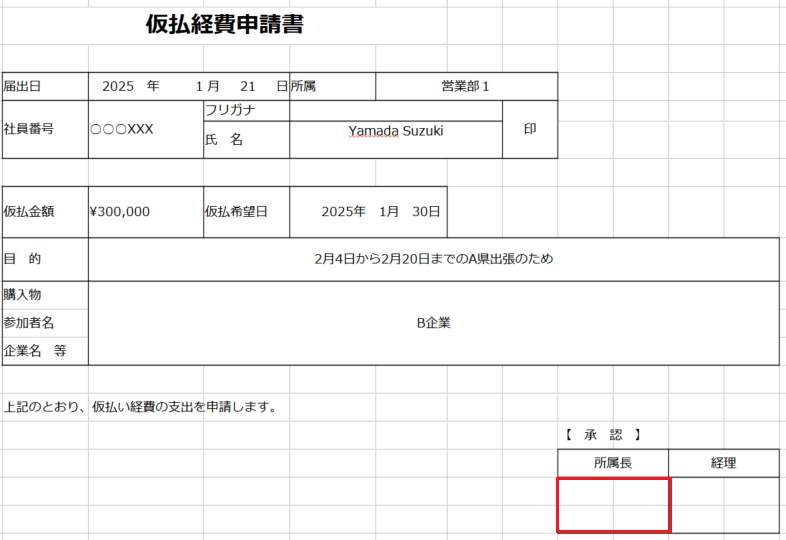 仮払経費申請書
届出日 2025 年 1 月 21 日 所属 営業部１
社員番号 ○○○XXX フリガナ
氏 名 Yamada Suzuki 印
仮払金額 ¥300,000 仮払希望日 2025年 1月 30日
目 的 2月4日から2月20日までのA県出張のため
購入物
参加者名 B企業
企業名 等
上記のとおり、仮払い経費の支出を申請します。
【 承 認 】
所属長 経理